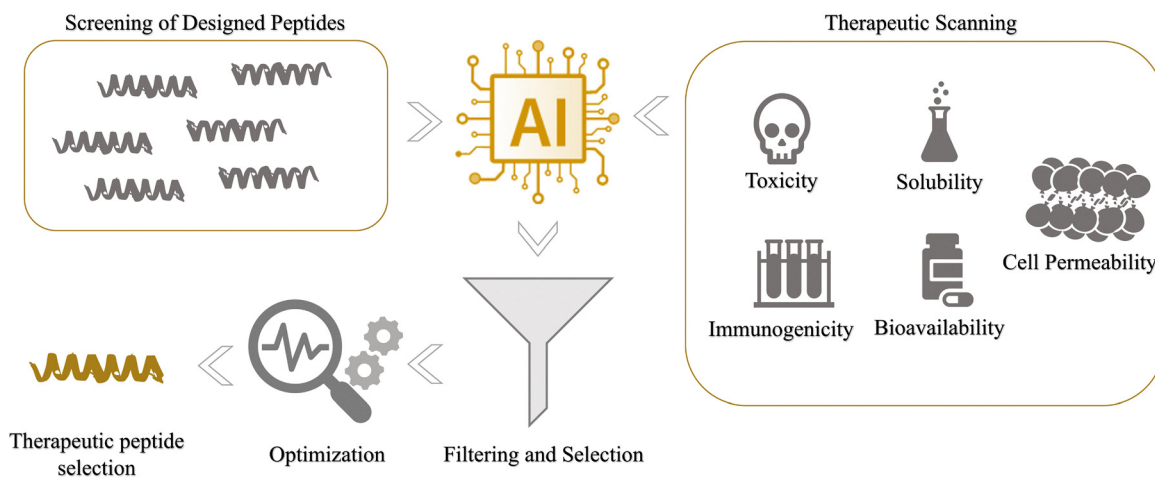 Screening of Designed Peptides
Therapeutic Scanning
AI
Toxicity
Solubility
Cell Permeability
Immunogenicity
Bioavailability
Therapeutic peptide
selection
Optimization
Filtering and Selection